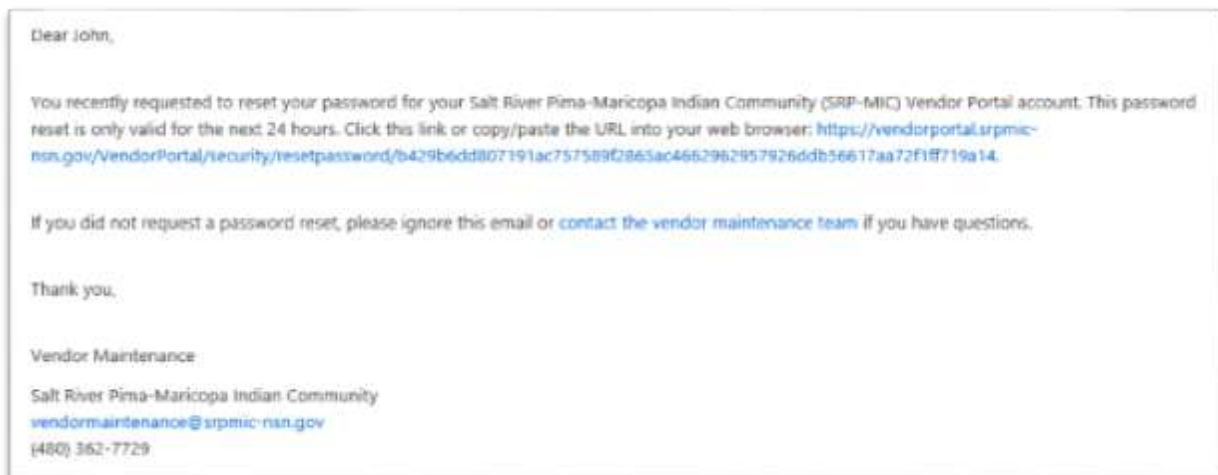 Dear John,
You recently requested to reset your password for your Salt River Pima-Maricopa Indian Community (SRP-MIC) Vendor Portal account. This password
reset is only valid for the next 24 hours. Click this link or copy/paste the URL into your web browser: https://vendorportal.srpmic-
nsn.gov/VendorPortal/security/resetpassword/b429b6dd807191ac757589f2865ac4662962957926ddb56617aa72f1ff719a14.
If you did not request a password reset, please ignore this email or contact the vendor maintenance team if you have questions.
Thank you,
Vendor Maintenance
Salt River Pima-Maricopa Indian Community
vendormaintenance@srpmic-nsn.gov
(480) 362-7729